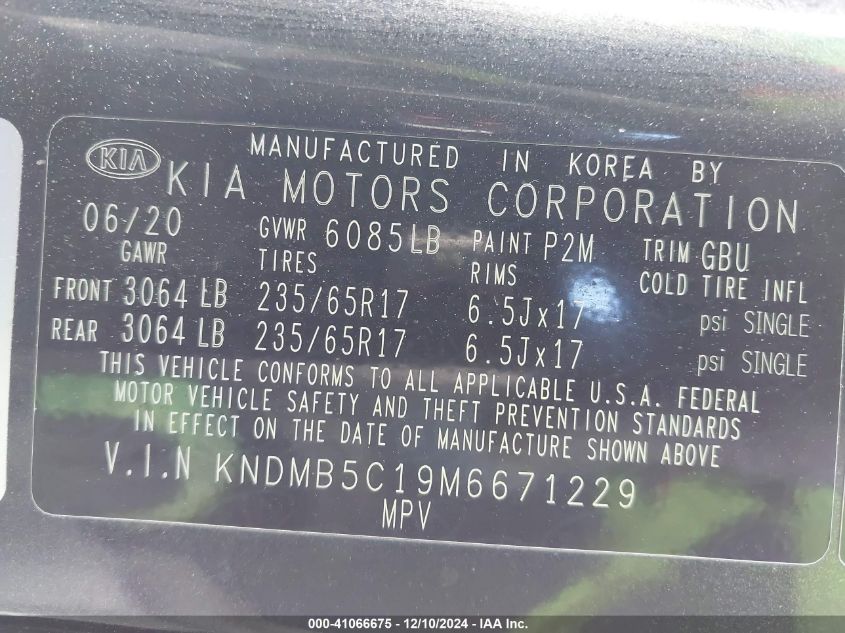 KIA MANUFACTURED IN KOREA BY
KIA MOTORS CORPORATION
06/20 GVWR 6085LB PAINT P2M TRIM GBU
GAWR TIRES RIMS COLD TIRE INFL
FRONT 3064 LB 235/65R17 6.5Jx17 psi SINGLE
REAR 3064 LB 235/65R17 6.5Jx17 psi SINGLE
THIS VEHICLE CONFORMS TO ALL APPLICABLE U.S.A. FEDERAL
MOTOR VEHICLE SAFETY AND THEFT PREVENTION STANDARDS
IN EFFECT ON THE DATE OF MANUFACTURE SHOWN ABOVE
V.I.N KNDMB5C19M6671229
MPV
000-41066675 - 12/10/2024 - IAA Inc.